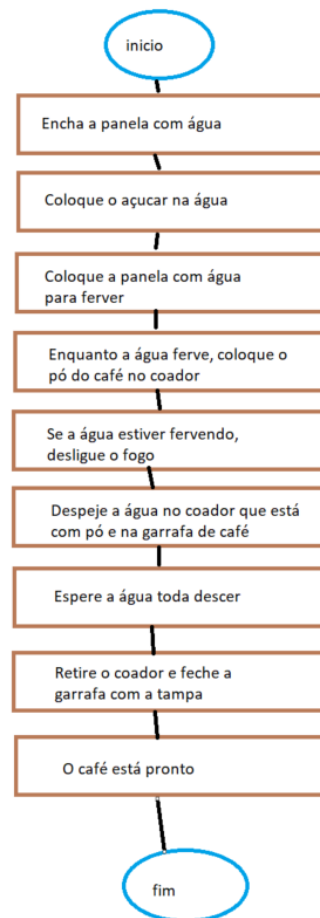 inicio
Encha a panela com água
Coloque o açucar na água
Coloque a panela com água
para ferver
Enquanto a água ferve, coloque o
pó do café no coador
Se a água estiver fervendo,
desligue o fogo
Despeje a água no coador que está
com pó e na garrafa de café
Espere a água toda descer
Retire o coador e feche a
garrafa com a tampa
O café está pronto
fim